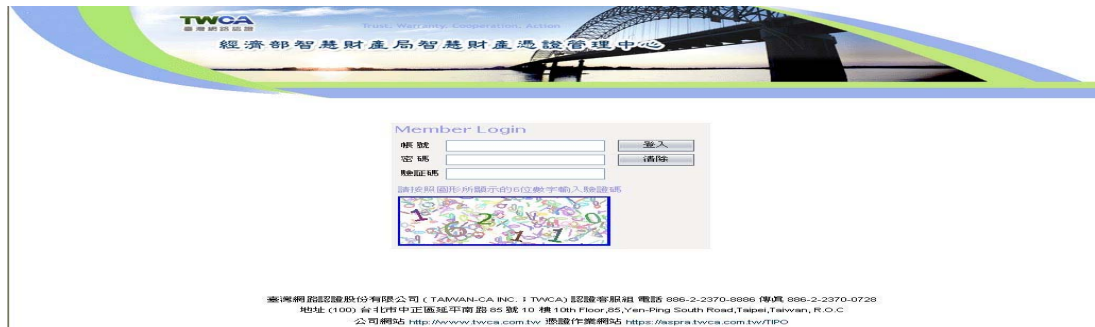 TWCA
臺灣網路認證
Trust, Warranty, Cooperation, Action
經濟部智慧財產局智慧財產憑證管理中心
Member Login
帳號
登入
密碼
清除
驗証碼
請按照圖形所顯示的6位數字輸入驗證碼
1 6 2 1 1 0
臺灣網路認證股份有限公司 ( TAIWAN-CA INC. ; TWCA) 認證客服組 電話 886-2-2370-8886 傳真 886-2-2370-0728
地址 (100) 台北市中正區延平南路 85 號 10 樓 10th Floor,85,Yen-Ping South Road,Taipei,Taiwan, R.O.C
公司網站 http://www.twca.com.tw 憑證作業網站 https://aspra.twca.com.tw/TIPO